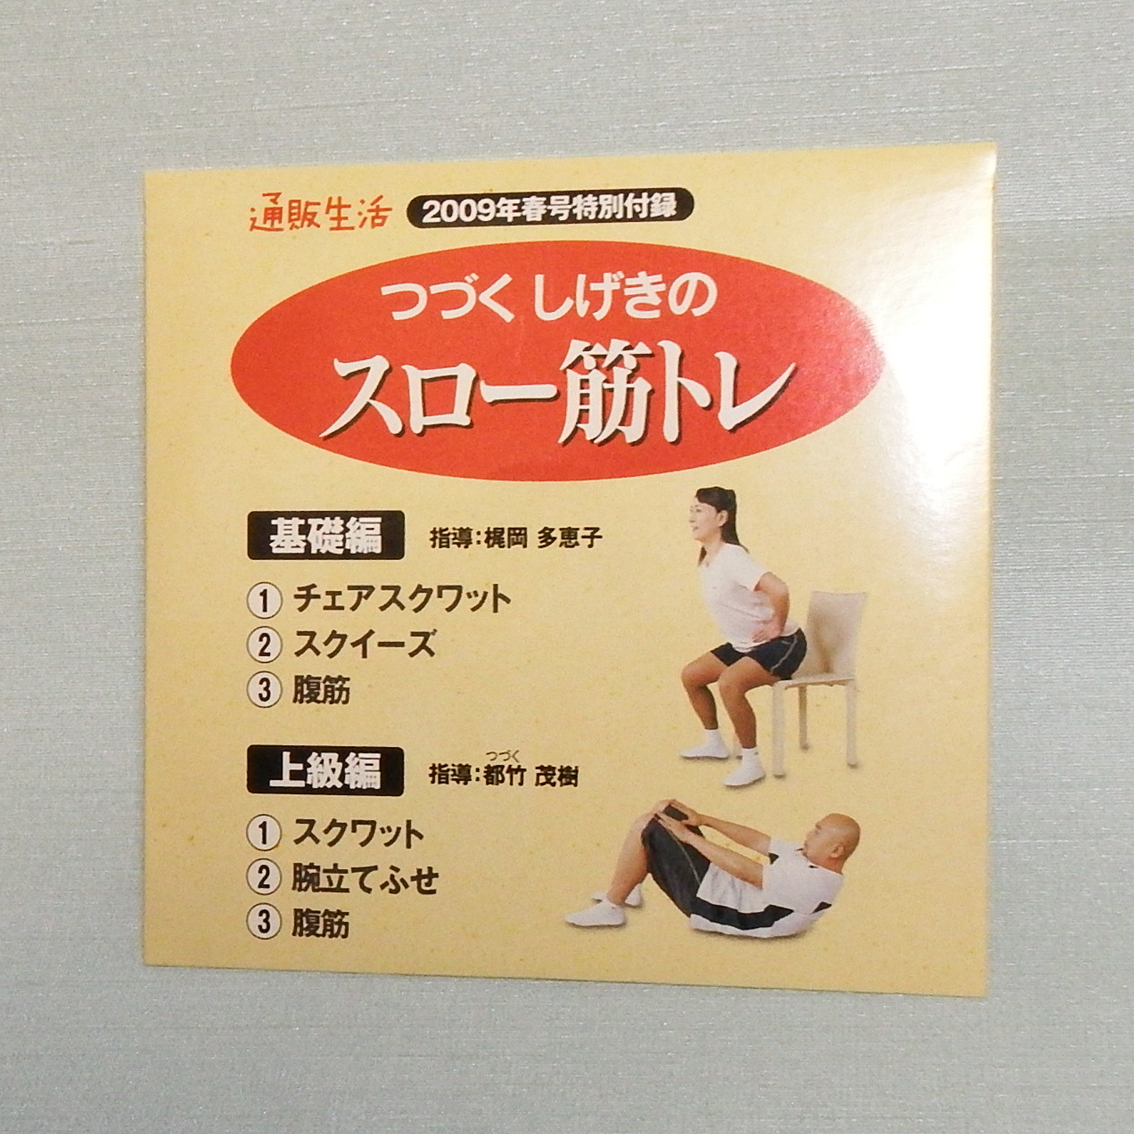 通販生活 2009年春号特別付録
つづくしげきの
スロー筋トレ
基礎編 指導:梶岡 多恵子
① チェアスクワット
② スクイーズ
③ 腹筋
つづく
上級編 指導:都竹 茂樹
① スクワット
② 腕立てふせ
③ 腹筋